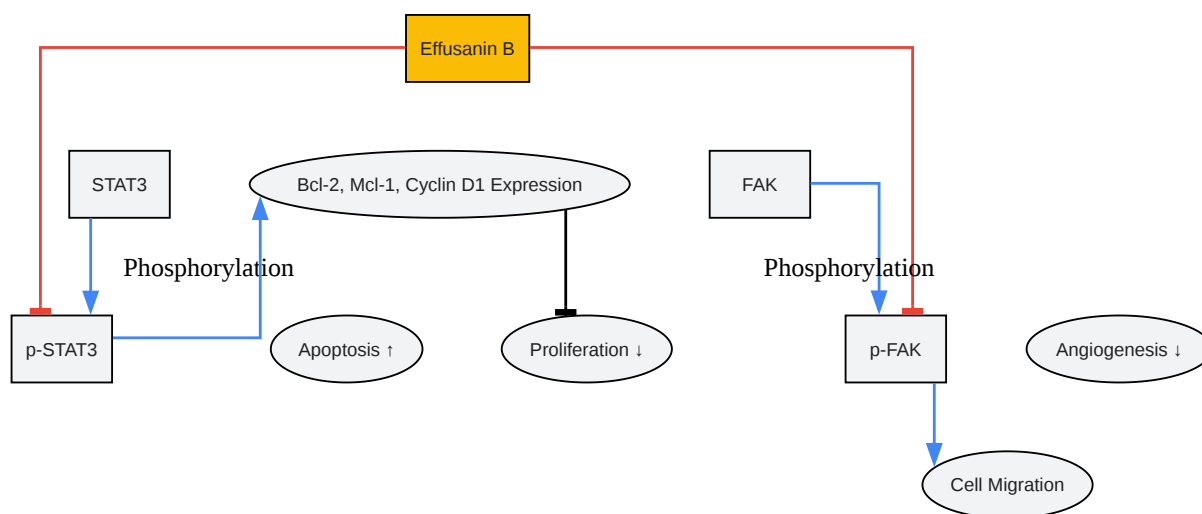 Effusanin B
STAT3
Bcl-2, Mcl-1, Cyclin D1 Expression
FAK
Phosphorylation
Phosphorylation
p-STAT3
Apoptosis ↑
Proliferation ↓
p-FAK
Angiogenesis ↓
Cell Migration